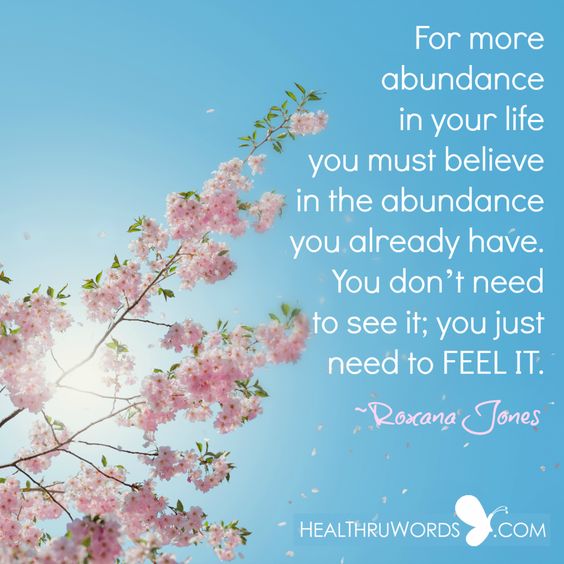 For more
abundance
in your life
you must believe
in the abundance
you already have.
You don't need
to see it; you just
need to FEEL IT.
~Roxana Jones
HEALTHRUWORDS.COM